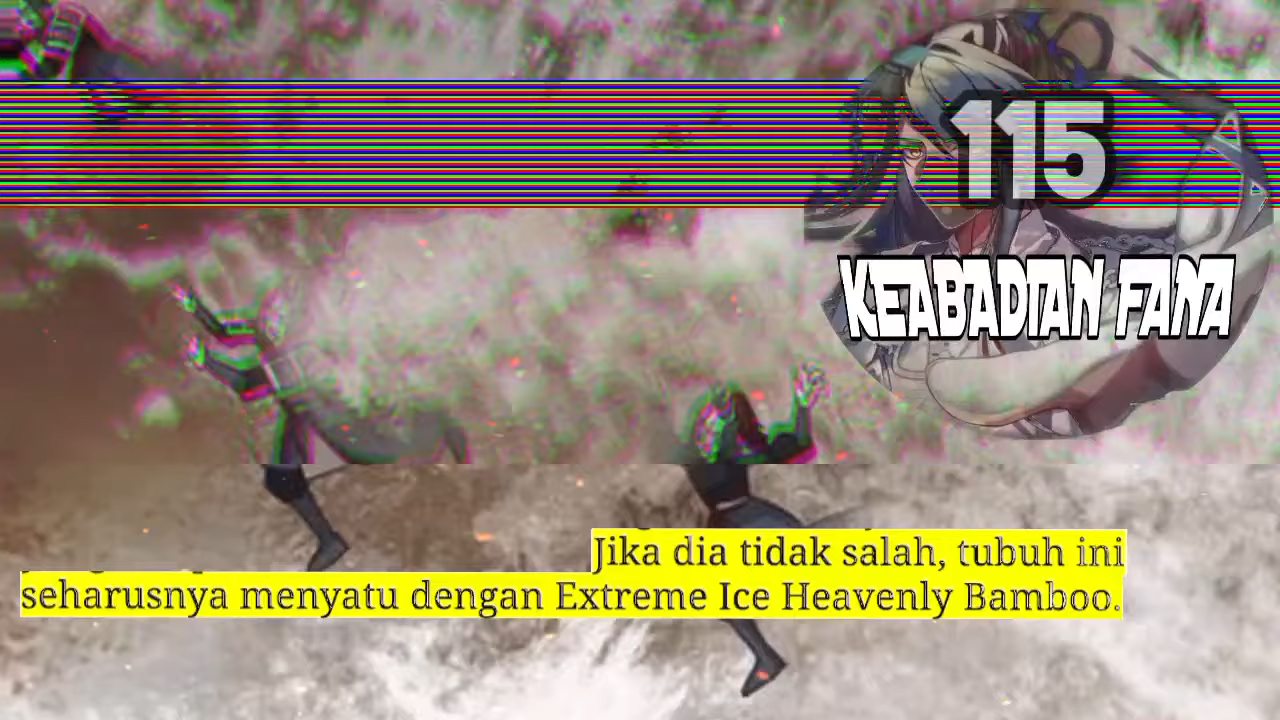 115
KEABADIAN FANA
Jika dia tidak salah, tubuh ini
seharusnya menyatu dengan Extreme Ice Heavenly Bamboo.